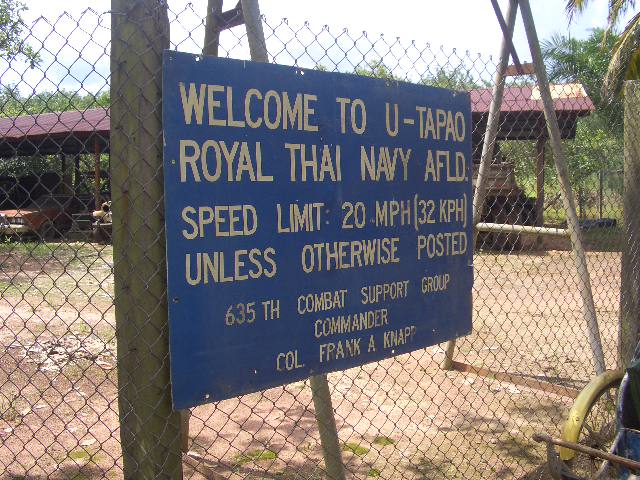 WELCOME TO U-TAPAO
ROYAL THAI NAVY AFLD.
SPEED LIMIT: 20 MPH (32 KPH)
UNLESS OTHERWISE POSTED
635 TH COMBAT SUPPORT GROUP
COMMANDER
COL. FRANK A KNAPP